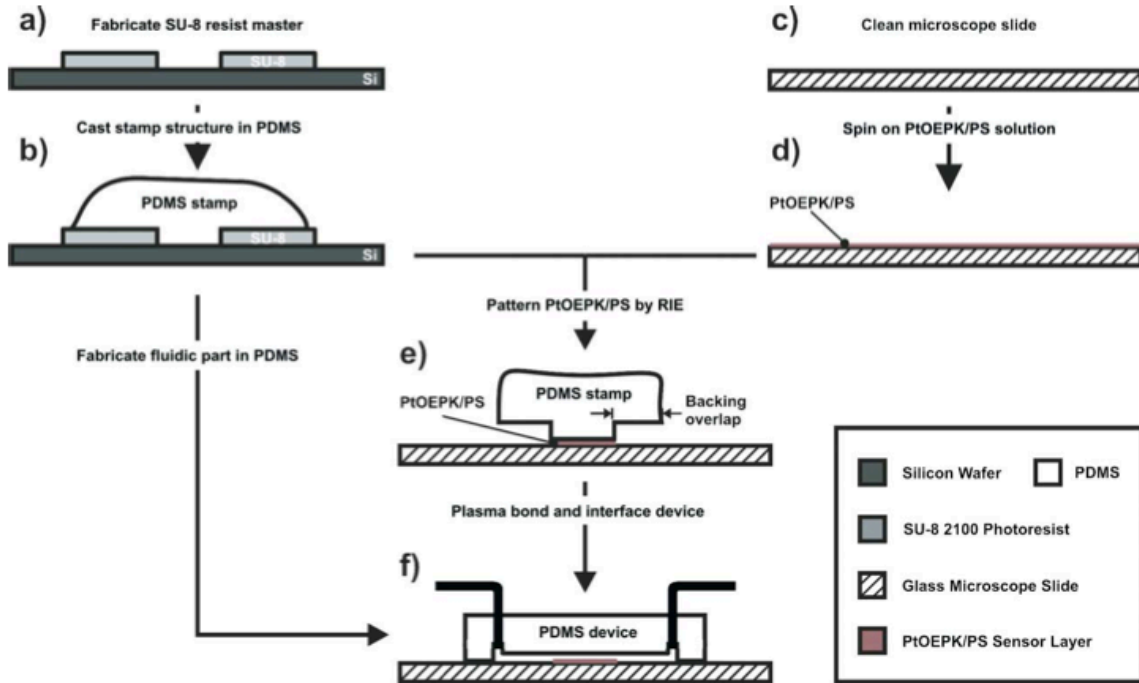 a)
Fabricate SU-8 resist master
SU-8
Si
Cast stamp structure in PDMS
b)
PDMS stamp
SU-8
Si
c)
Clean microscope slide
Spin on PtOEPK/PS solution
d)
PtOEPK/PS
Pattern PtOEPK/PS by RIE
Fabricate fluidic part in PDMS
e)
PDMS stamp
PtOEPK/PS
Backing
overlap
Plasma bond and interface device
f)
PDMS device
Silicon Wafer
PDMS
SU-8 2100 Photoresist
Glass Microscope Slide
PtOEPK/PS Sensor Layer